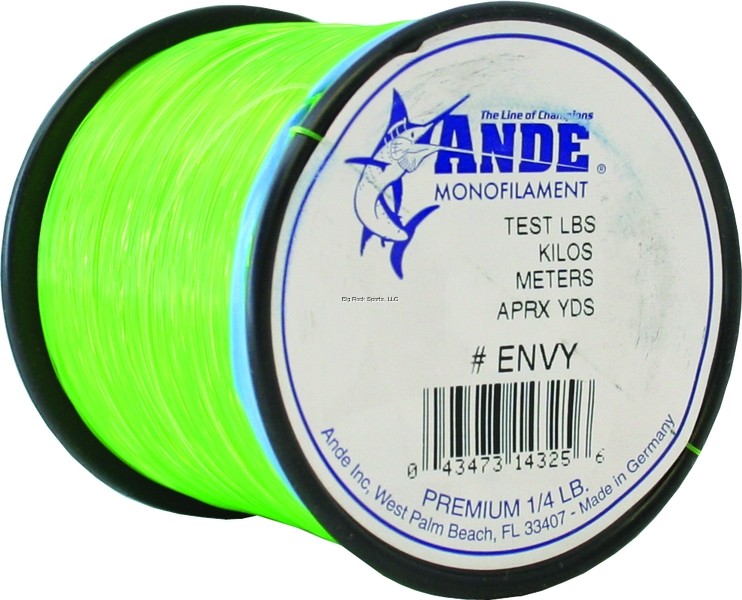 The Line of Champions
ANDE®
MONOFILAMENT
TEST LBS
KILOS
METERS
APRX YDS
Big Rock Sports, LLC
# ENVY
0 43473 14325 6
PREMIUM 1/4 LB.
Ande Inc, West Palm Beach, FL 33407 - Made in Germany